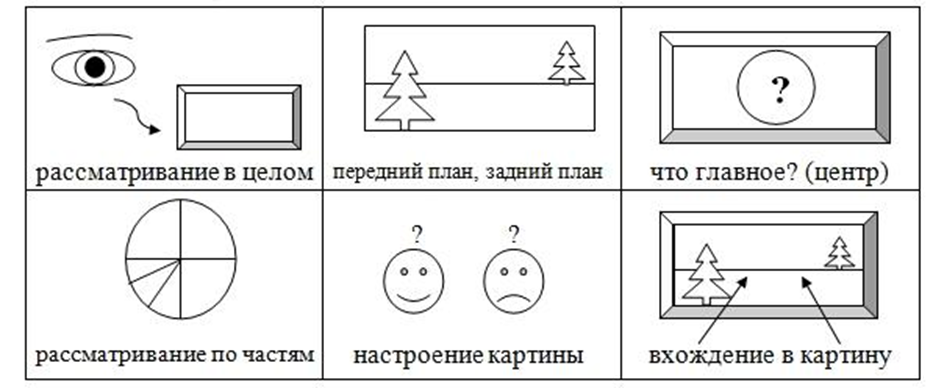 ?
рассматривание в целом
передний план, задний план
что главное? (центр)
? ?
рассматривание по частям
настроение картины
вхождение в картину